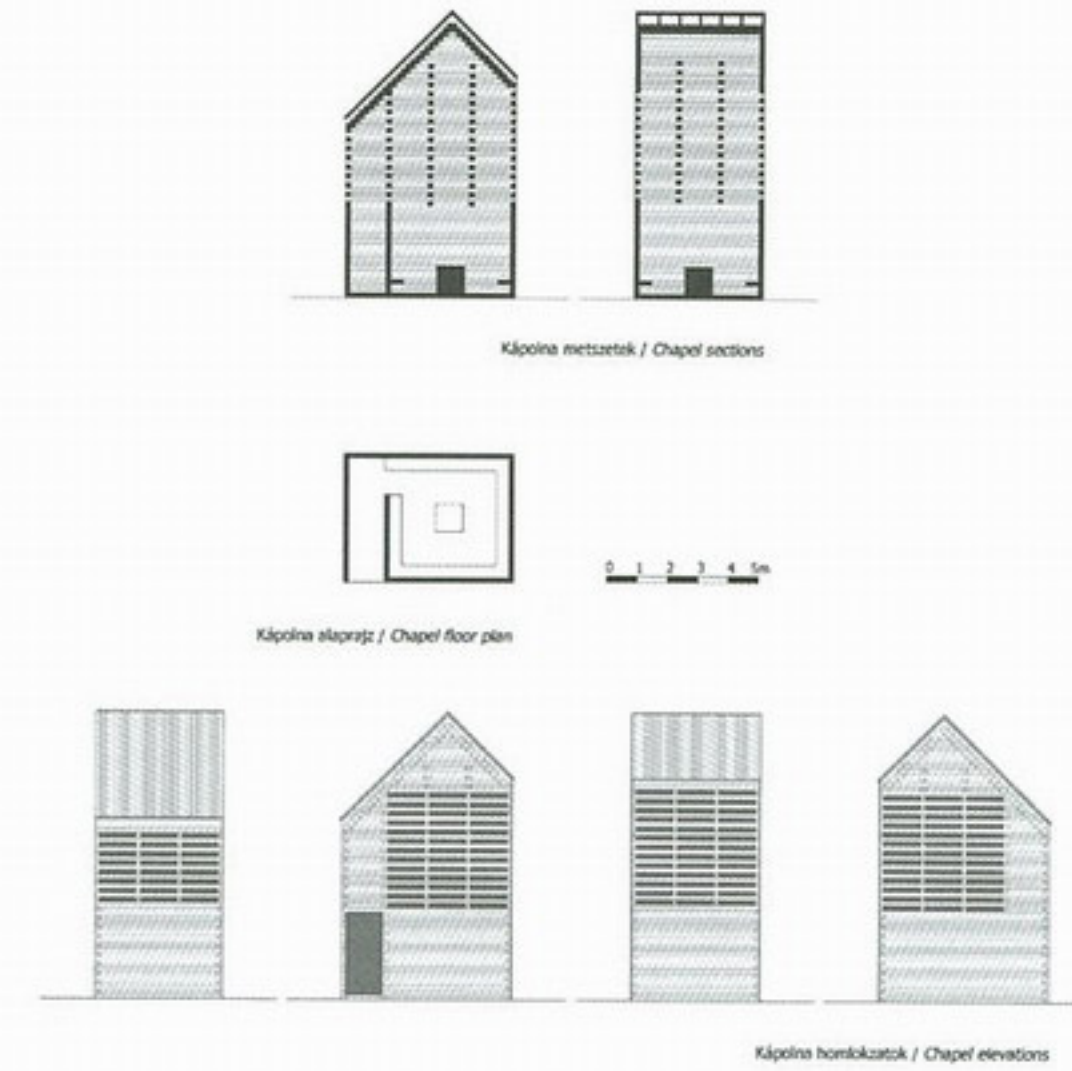 Kápolna metszetek / Chapel sections
0 1 2 3 4 5m
Kápolna alaprajz / Chapel floor plan
Kápolna homlokzatok / Chapel elevations